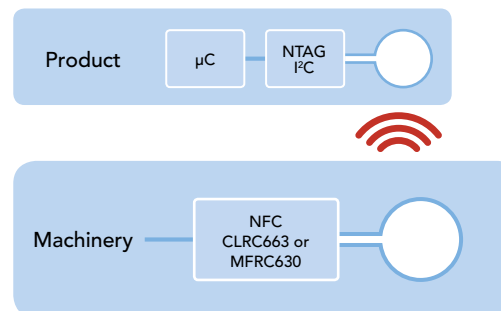 Product
µC
NTAG
I²C
Machinery
NFC
CLRC663 or
MFRC630